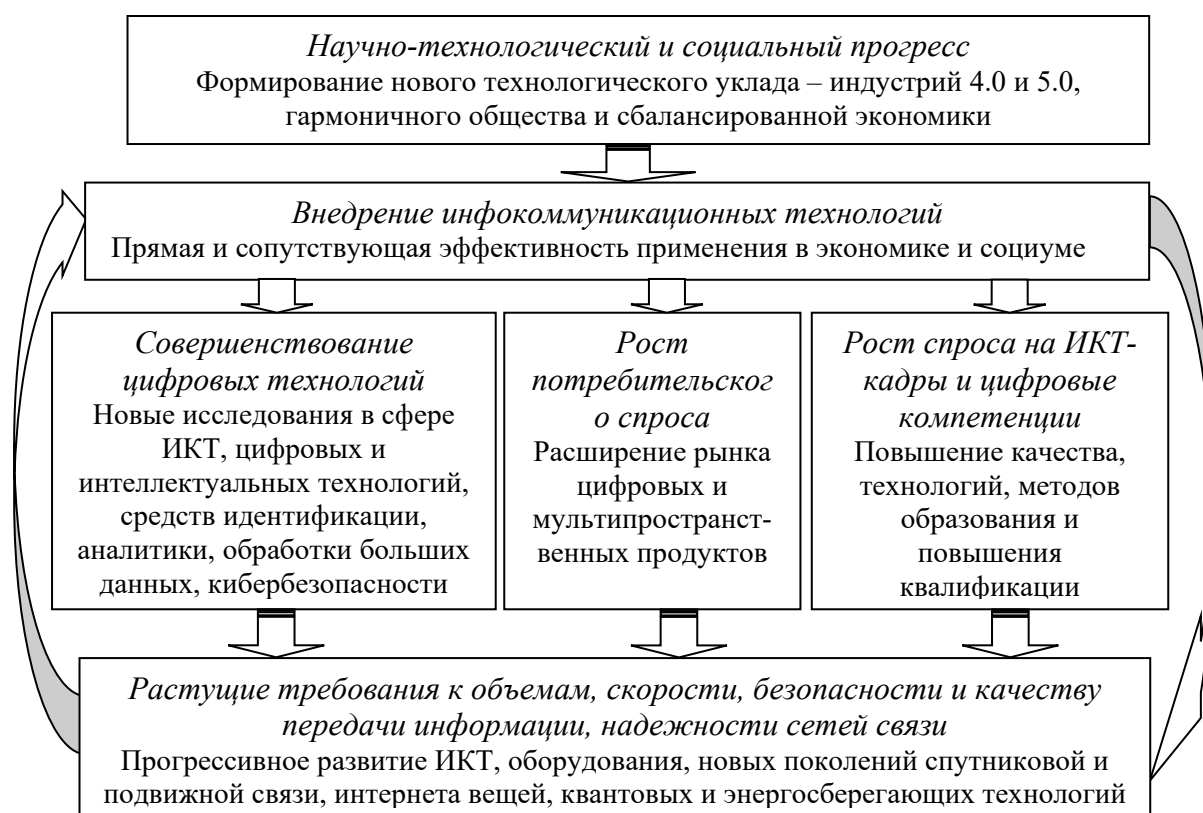 Научно-технологический и социальный прогресс
Формирование нового технологического уклада – индустрий 4.0 и 5.0,
гармоничного общества и сбалансированной экономики
Внедрение инфокоммуникационных технологий
Прямая и сопутствующая эффективность применения в экономике и социуме
Совершенствование
цифровых технологий
Новые исследования в сфере
ИКТ, цифровых и
интеллектуальных технологий,
средств идентификации,
аналитики, обработки больших
данных, кибербезопасности
Рост
потребительског
о спроса
Расширение рынка
цифровых и
мультипространст-
венных продуктов
Рост спроса на ИКТ-
кадры и цифровые
компетенции
Повышение качества,
технологий, методов
образования и
повышения
квалификации
Растущие требования к объемам, скорости, безопасности и качеству
передачи информации, надежности сетей связи
Прогрессивное развитие ИКТ, оборудования, новых поколений спутниковой и
подвижной связи, интернета вещей, квантовых и энергосберегающих технологий